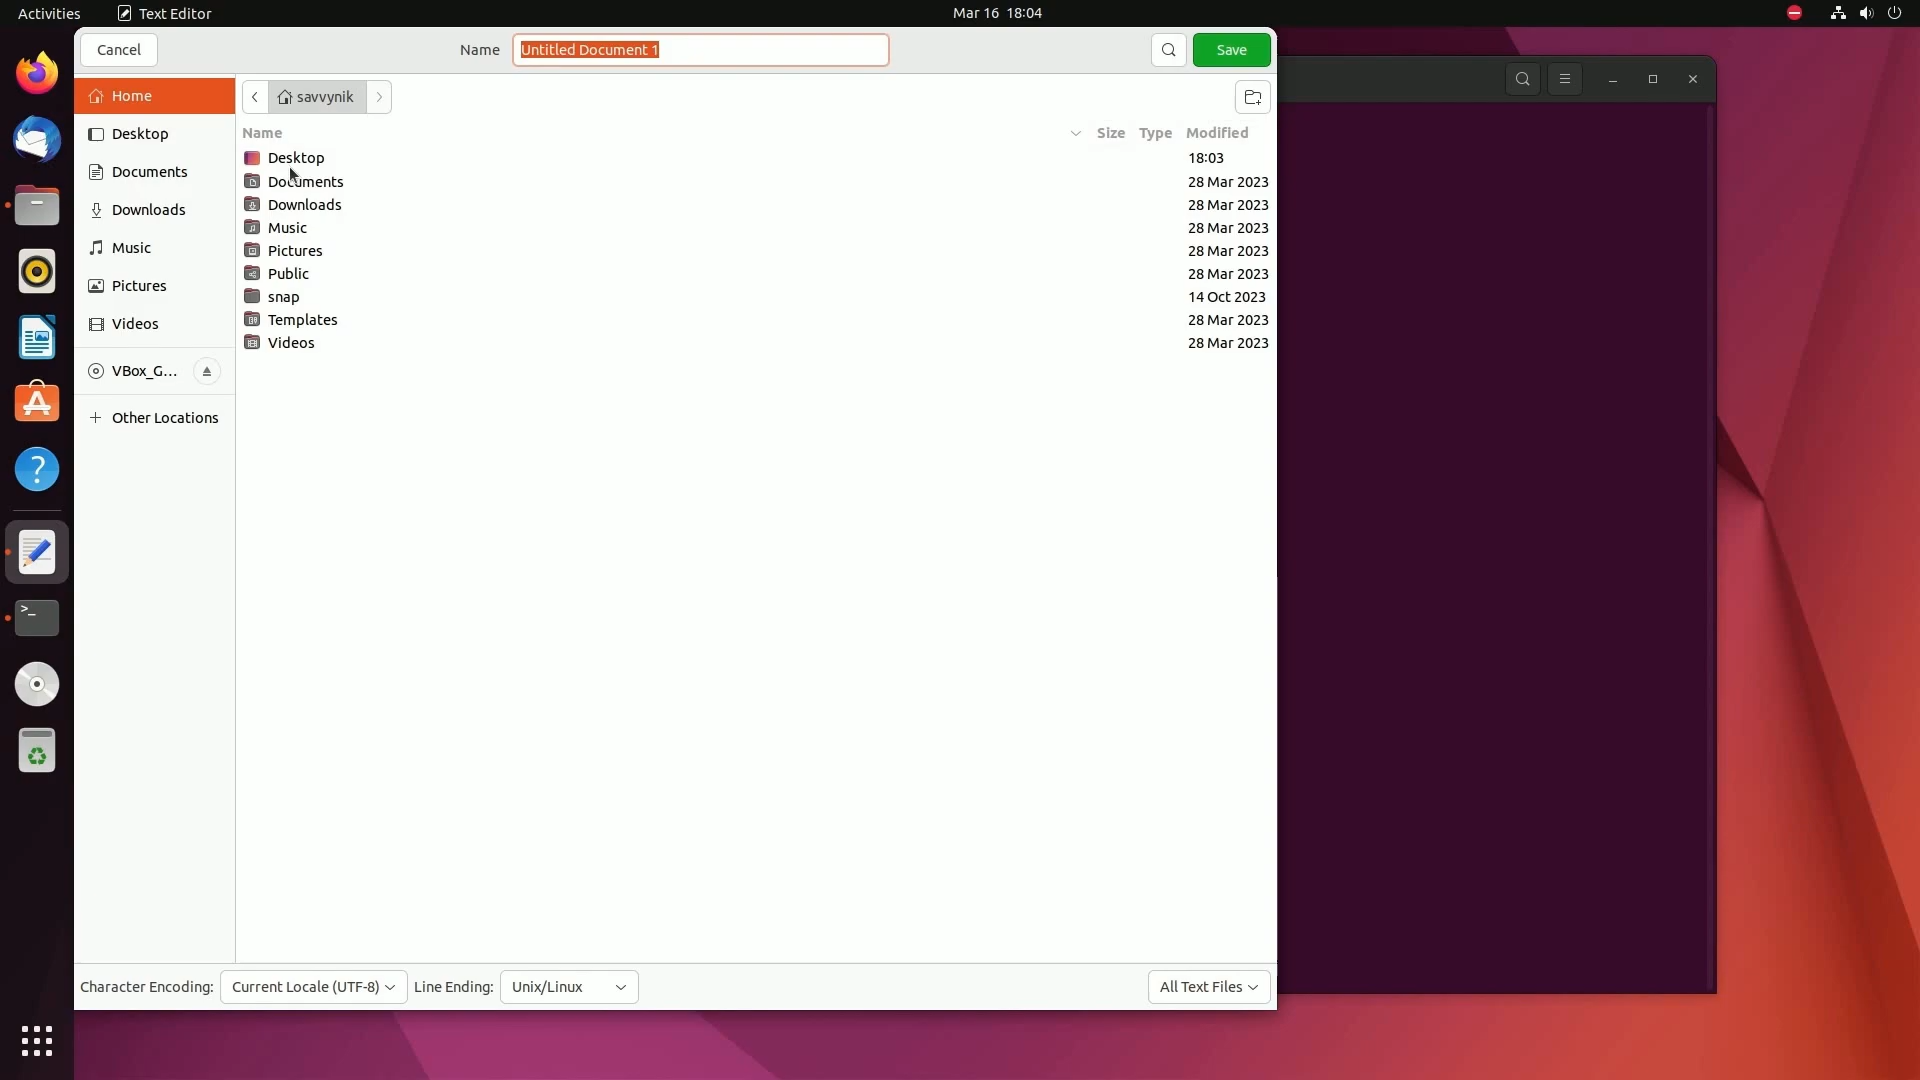 Activities Text Editor Mar 16 18:04
Cancel Name Untitled Document 1 Save
Home savvynik
Name Size Type Modified
Desktop Desktop 18:03
Documents Documents 28 Mar 2023
Downloads Downloads 28 Mar 2023
Music Music 28 Mar 2023
Pictures Pictures 28 Mar 2023
Videos Public 28 Mar 2023
snap 14 Oct 2023
Templates 28 Mar 2023
Videos 28 Mar 2023
VBox_G...
Other Locations
Character Encoding: Current Locale (UTF-8) Line Ending: Unix/Linux All Text Files